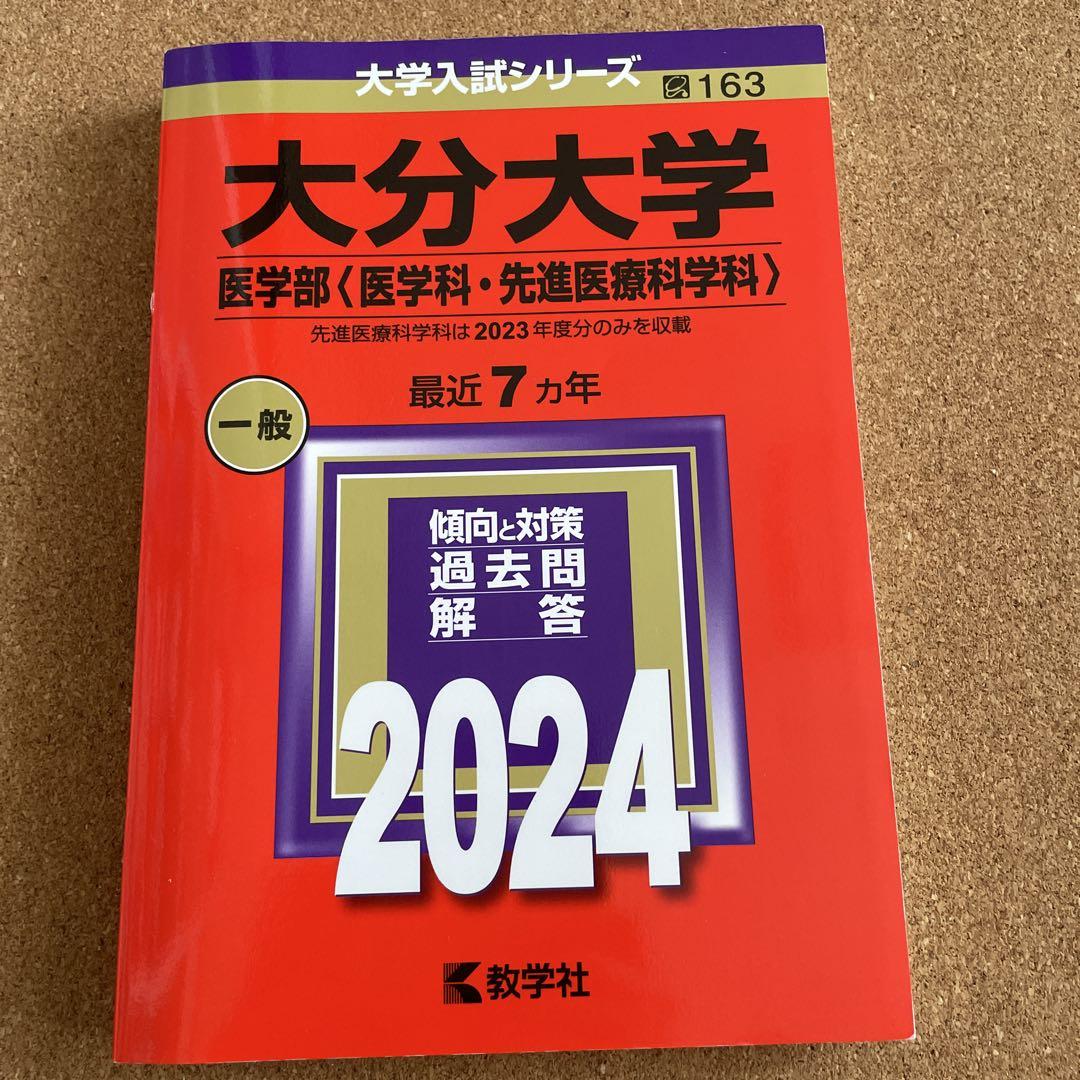 大学入試シリーズ 163
大分大学
医学部〈医学科・先進医療科学科〉
先進医療科学科は2023年度分のみを収載
最近7カ年
一般
傾向と対策
過去問
解答
2024
教学社